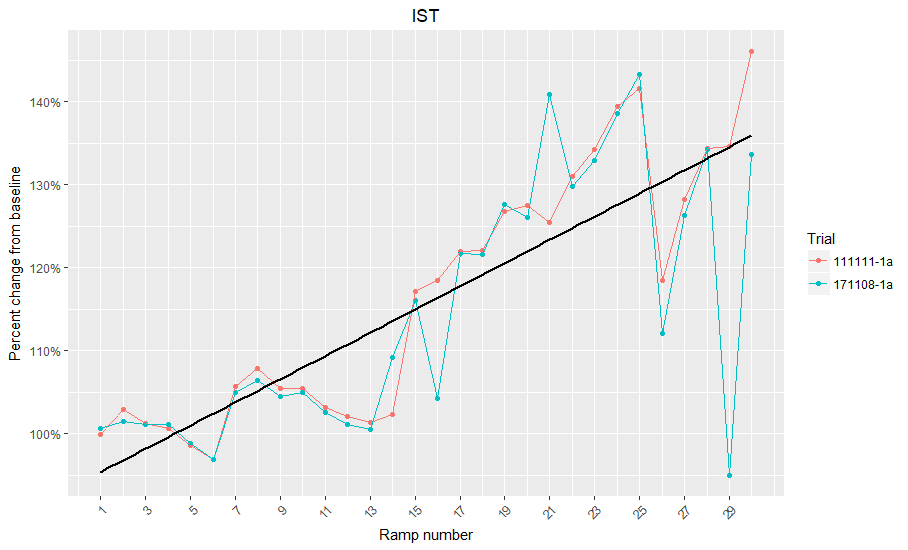 IST
Percent change from baseline
140%
130%
120%
110%
100%
1 3 5 7 9 11 13 15 17 19 21 23 25 27 29
Ramp number
Trial
111111-1a
171108-1a